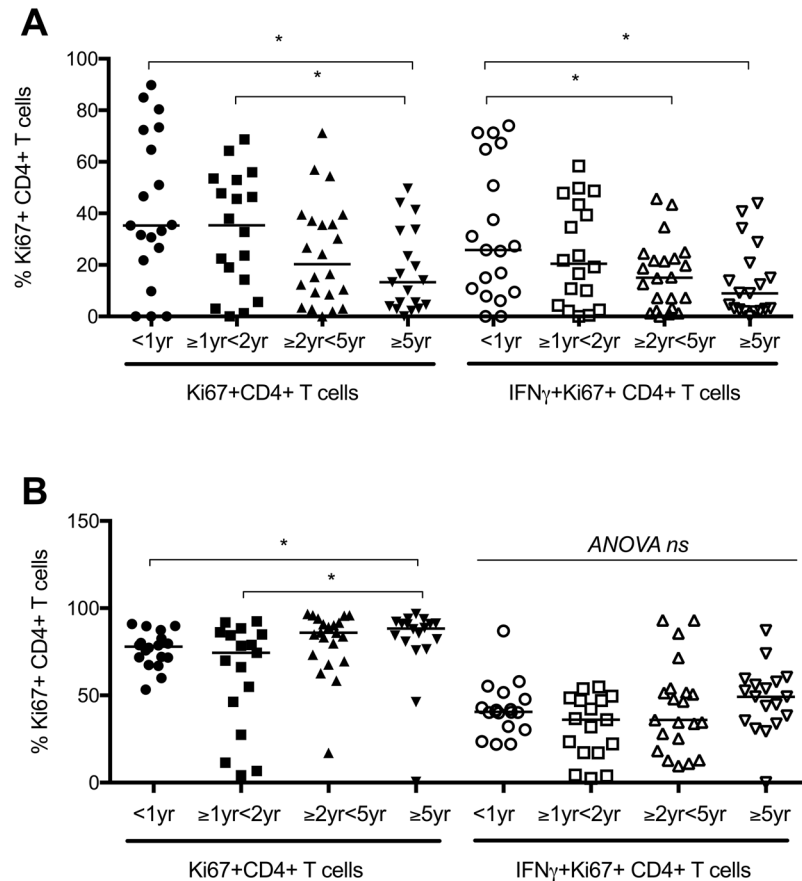 A
* *
* *
100
80
60
40
20
0
% Ki67+ CD4+ T cells
<1yr ≥1yr<2yr ≥2yr<5yr ≥5yr <1yr ≥1yr<2yr ≥2yr<5yr ≥5yr
Ki67+CD4+ T cells IFNγ+Ki67+ CD4+ T cells
B
150
* ANOVA ns
*
100
50
0
% Ki67+ CD4+ T cells
<1yr ≥1yr<2yr ≥2yr<5yr ≥5yr <1yr ≥1yr<2yr ≥2yr<5yr ≥5yr
Ki67+CD4+ T cells IFNγ+Ki67+ CD4+ T cells